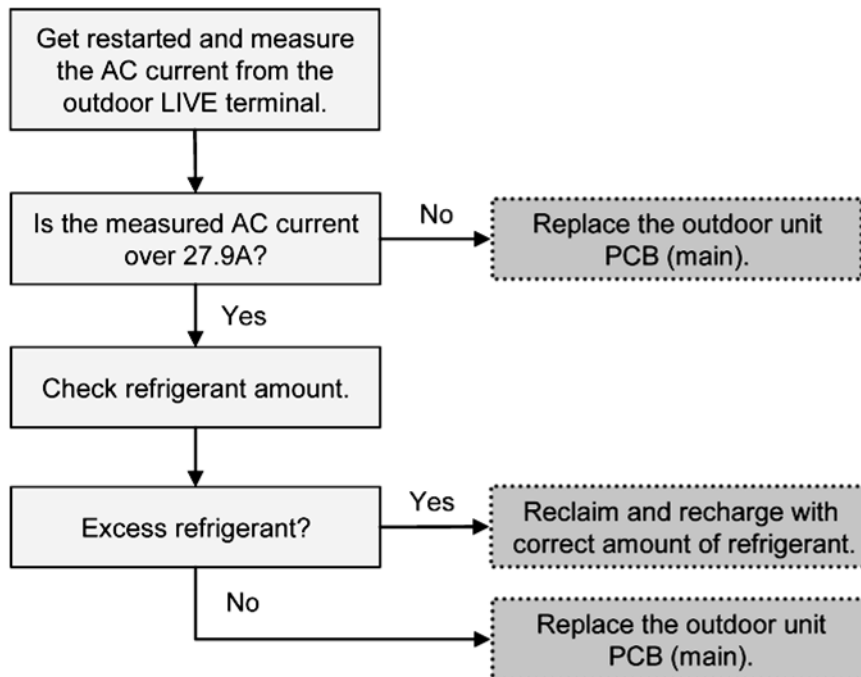 Get restarted and measure
the AC current from the
outdoor LIVE terminal.
Is the measured AC current
over 27.9A?
No
Replace the outdoor unit
PCB (main).
Yes
Check refrigerant amount.
Excess refrigerant?
Yes
Reclaim and recharge with
correct amount of refrigerant.
No
Replace the outdoor unit
PCB (main).